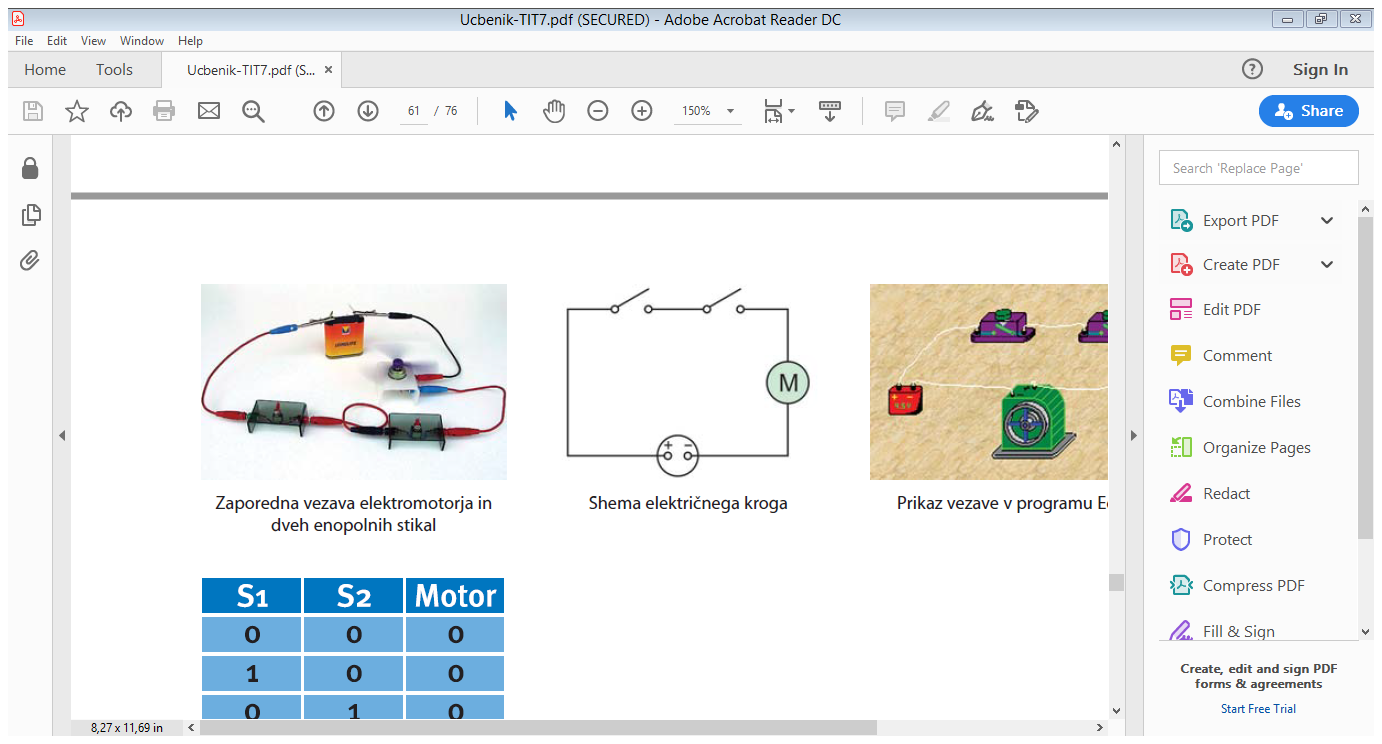 Ucbenik-TIT7.pdf (SECURED) - Adobe Acrobat Reader DC
File Edit View Window Help
Home Tools Ucbenik-TIT7.pdf (S... × Sign In
61 / 76 150% Share
Search 'Replace Page'
Export PDF
Create PDF
Edit PDF
Comment
Combine Files
Organize Pages
Redact
Protect
Compress PDF
Fill & Sign
Create, edit and sign PDF
forms & agreements
Start Free Trial
M
+ −
4.5V
Zaporedna vezava elektromotorja in
dveh enopolnih stikal
Shema električnega kroga
Prikaz vezave v programu
S1 S2 Motor
0 0 0
1 0 0
0 1 0
8,27 x 11,69 in